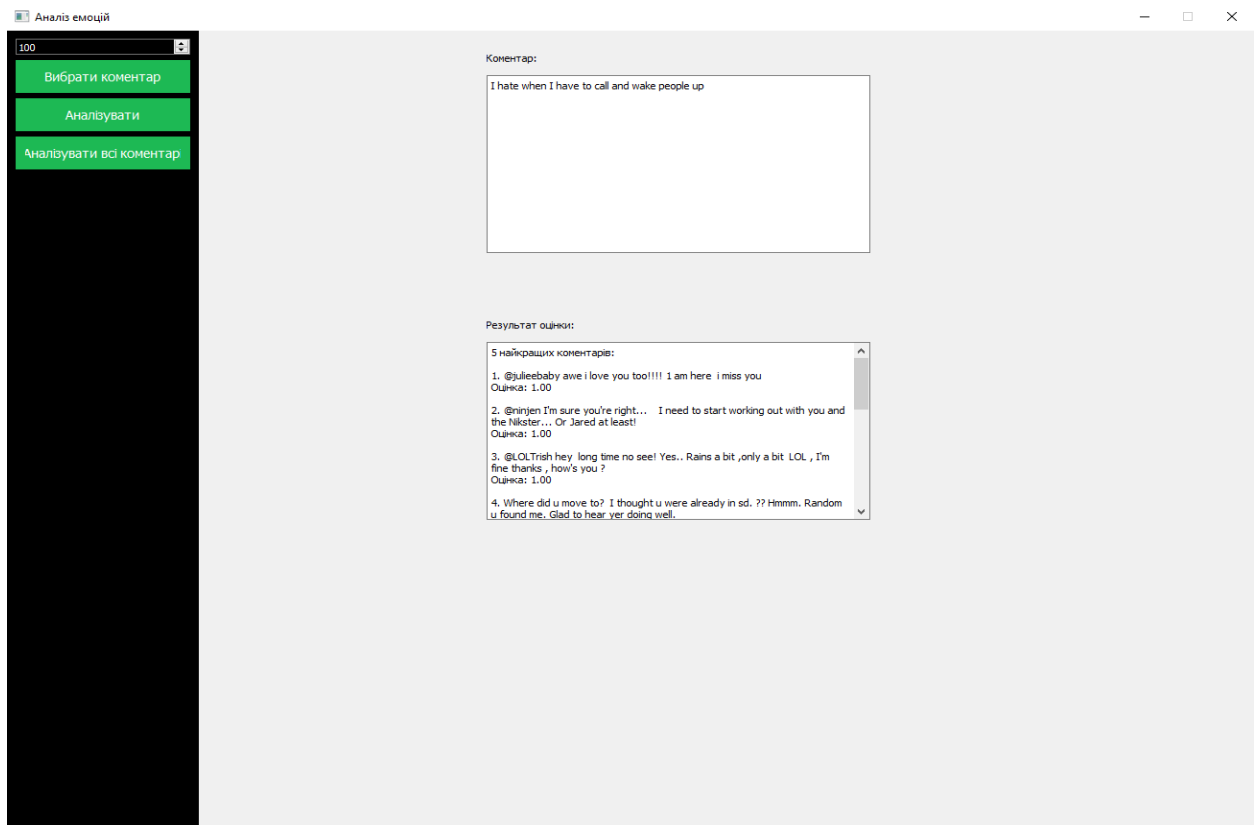 Аналіз емоцій
100
Вибрати коментар
Аналізувати
Аналізувати всі коментар
Коментар:
I hate when I have to call and wake people up
Результат оцінки:
5 найкращих коментарів:
1. @julieebaby awe i love you too!!!! 1 am here  i miss you
Оцінка: 1.00
2. @ninjen I'm sure you're right...    I need to start working out with you and
the Nikster... Or Jared at least!
Оцінка: 1.00
3. @LOLTrish hey  long time no see! Yes.. Rains a bit ,only a bit  LOL , I'm
fine thanks , how's you ?
Оцінка: 1.00
4. Where did u move to?  I thought u were already in sd. ?? Hmmm. Random
u found me. Glad to hear yer doing well.